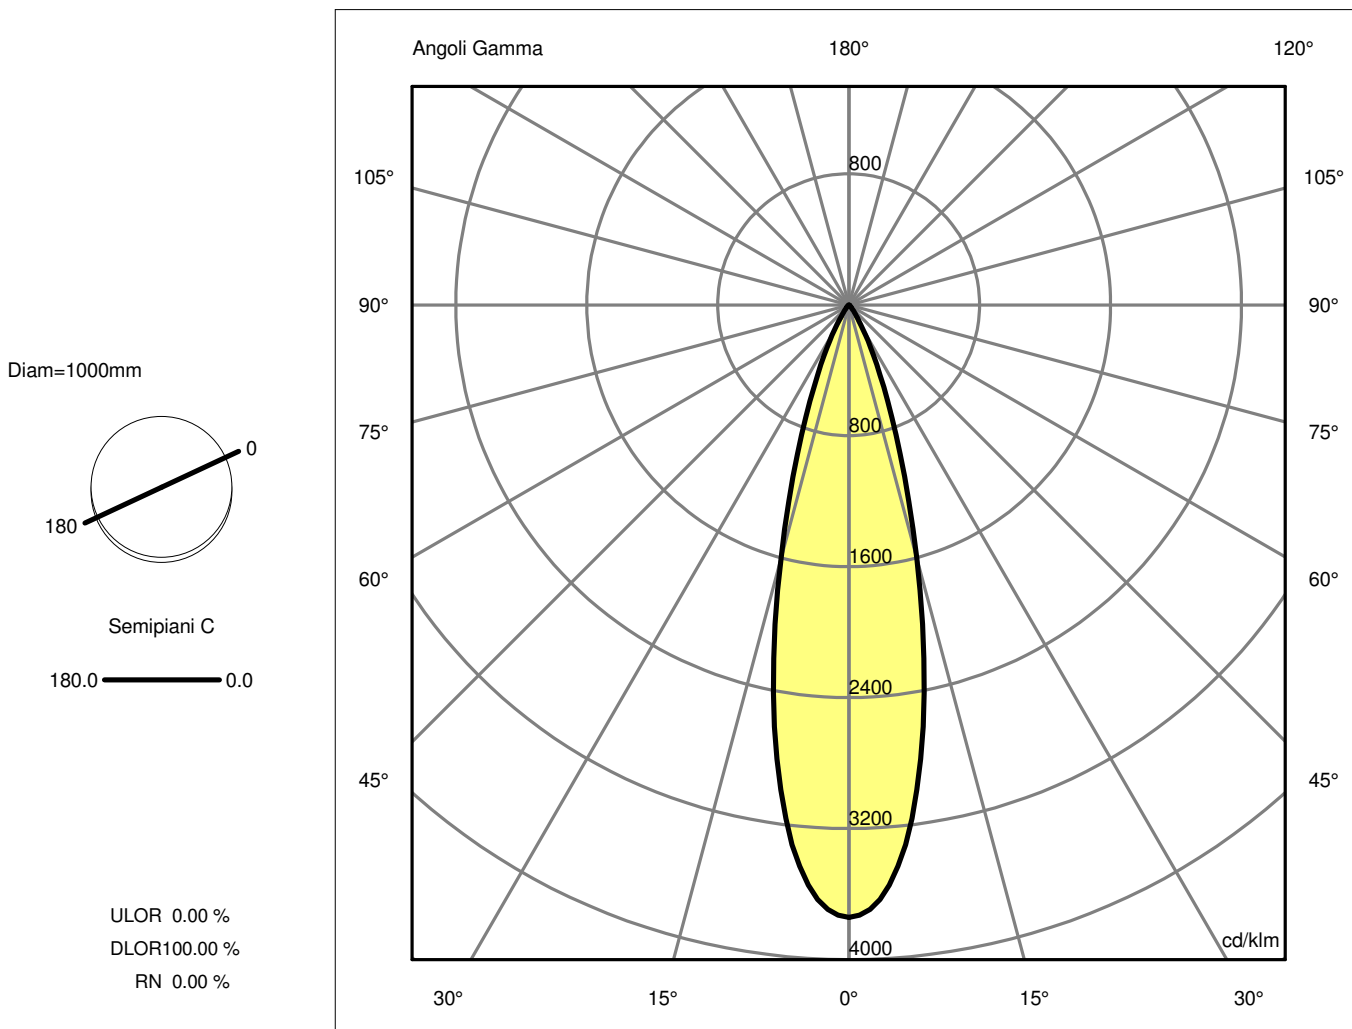 Angoli Gamma 180° 120°
800
105° 105°
90° 90°
Diam=1000mm
800
75° 75°
0
180
1600
60° 60°
Semipiani C
180.0 0.0
2400
45° 45°
3200
ULOR 0.00 %
cd/klm
DLOR100.00 %
4000
RN 0.00 %
30° 15° 0° 15° 30°